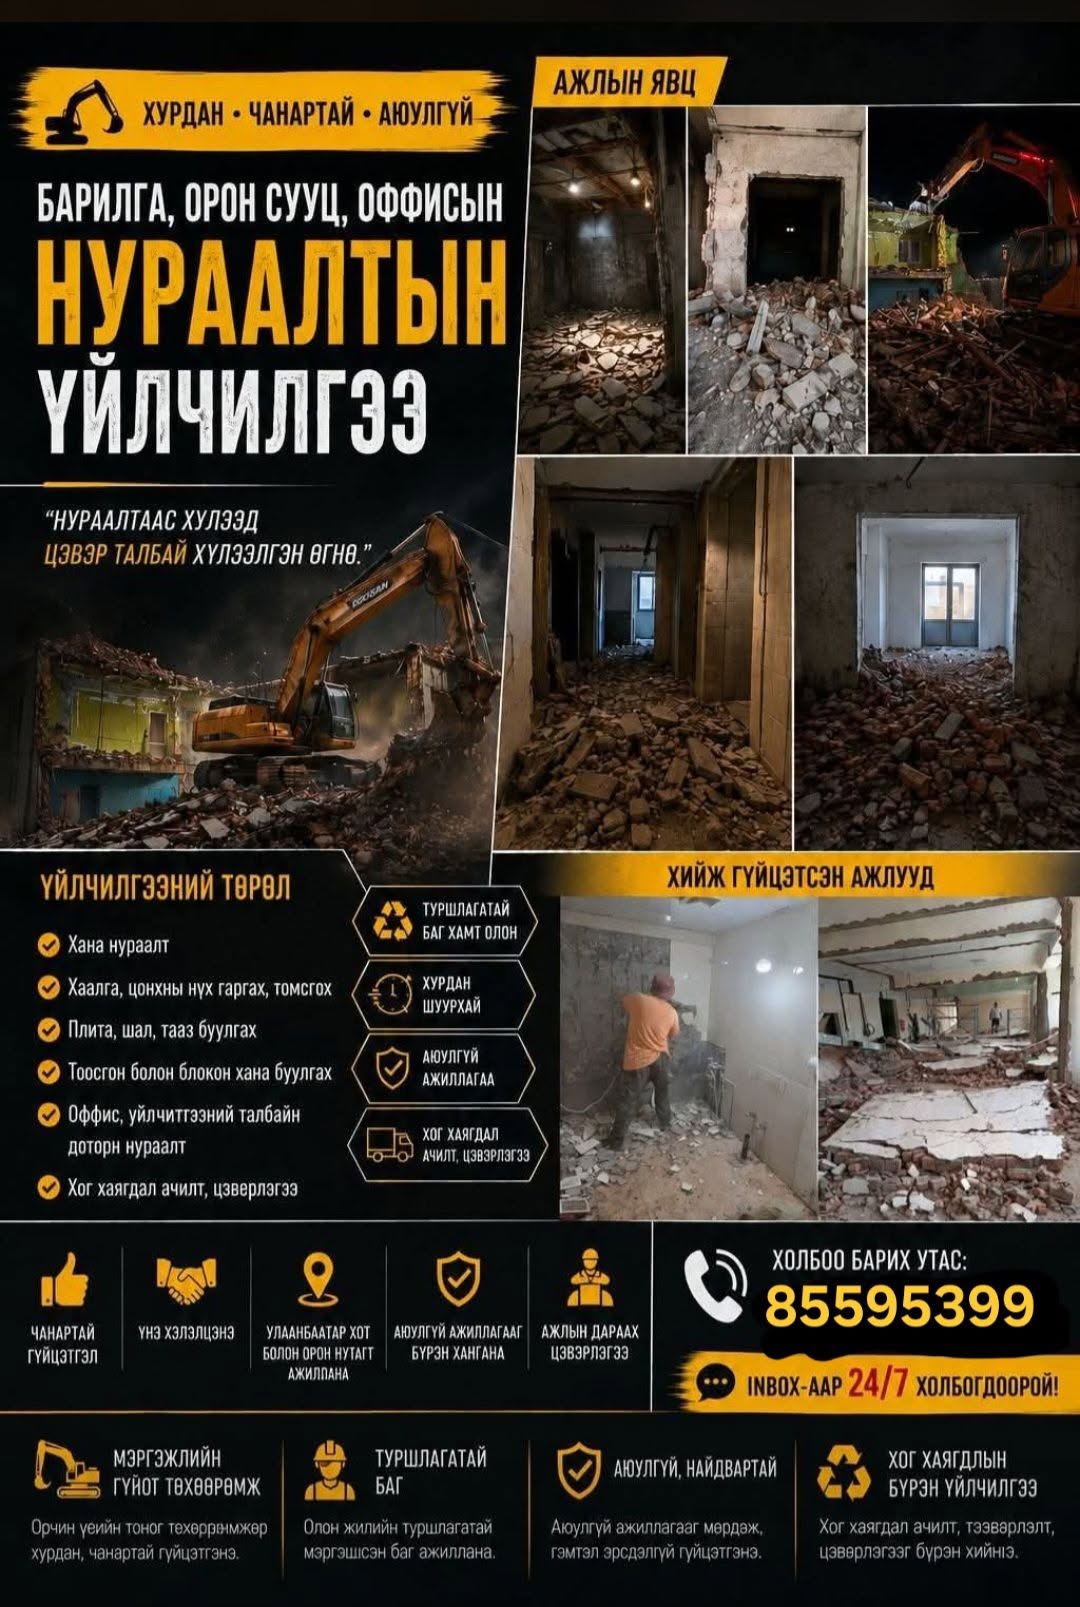 ХУРДАН • ЧАНАРТАЙ • АЮУЛГҮЙ
БАРИЛГА, ОРОН СУУЦ, ОФФИСЫН
НУРААЛТЫН
ҮЙЛЧИЛГЭЭ
“НУРААЛТААС ХУЛЭЭД
ЦЭВЭР ТАЛБАЙ ХҮЛЭЭЛГЭН ӨГНӨ.”
DOOSAN
АЖЛЫН ЯВЦ
ҮЙЛЧИЛГЭЭНИЙ ТӨРӨЛ
Хана нураалт
Хаалга, цонхны нүх гаргах, томсгох
Плита, шал, тааз буулгах
Тоосгон болон блокон хана буулгах
Оффис, уйлчитгээний талбайн
доторн нураалт
Хог хаягдал ачилт, цэверлэгээ
ТУРШЛАГАТАЙ
БАГ ХАМТ ОЛОН
ХУРДАН
ШУУРХАЙ
АЮУЛГҮЙ
АЖИЛЛАГАА
ХОГ ХАЯГДАЛ
АЧИЛТ, ЦЭВЭРЛЭГЭЭ
ХИЙЖ ГҮЙЦЭТСЭН АЖЛУУД
ЧАНАРТАЙ
ГҮЙЦЭТГЭЛ
ҮНЭ ХЭЛЭЛЦЭНЭ
УЛААНБААТАР ХОТ
БОЛОН ОРОН НУТАГТ
АЖИЛЛАНА
АЮУЛГҮЙ АЖИЛЛАГААГ
БҮРЭН ХАНГАНА
АЖЛЫН ДАРААХ
ЦЭВЭРЛЭГЭЭ
ХОЛБОО БАРИХ УТАС:
85595399
INBOX-ААР 24/7 ХОЛБОГДООРОЙ!
МЭРГЭЖЛИЙН
ГҮЙОТ ТӨХӨӨРӨМЖ
Орчин үеийн тоног төхөөрөмжөр
хурдан, чанартай гүйцэтгэнэ.
ТУРШЛАГАТАЙ
БАГ
Олон жилийн туршлагатай
мэргэшсэн баг ажиллана.
АЮУЛГҮЙ, НАЙДВАРТАЙ
Аюулгүй ажиллагааг мөрдөж,
гэмтэл эрсдэлгүй гүйцэтгэнэ.
ХОГ ХАЯГДЛЫН
БҮРЭН ҮЙЛЧИЛГЭЭ
Хог хаягдал ачилт, тээвэрлэлт,
цэвэрлэгээг бүрэн хийнэ.